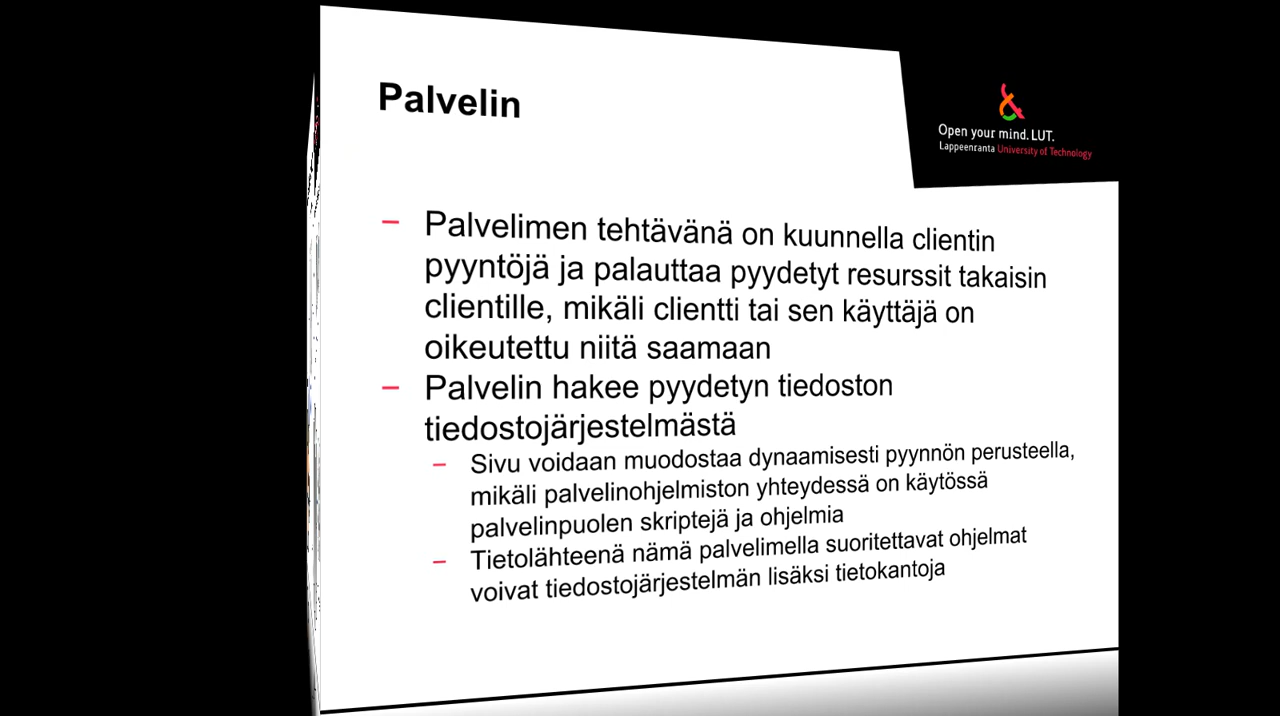 Palvelin
Open your mind. LUT.
Lappeenranta University of Technology
– Palvelimen tehtävänä on kuunnella clientin
pyyntöjä ja palauttaa pyydetyt resurssit takaisin
clientille, mikäli clientti tai sen käyttäjä on
oikeutettu niitä saamaan
– Palvelin hakee pyydetyn tiedoston
tiedostojärjestelmästä
– Sivu voidaan muodostaa dynaamisesti pyynnön perusteella,
mikäli palvelinohjelmiston yhteydessä on käytössä
palvelinpuolen skriptejä ja ohjelmia
– Tietolähteenä nämä palvelimella suoritettavat ohjelmat
voivat tiedostojärjestelmän lisäksi tietokantoja